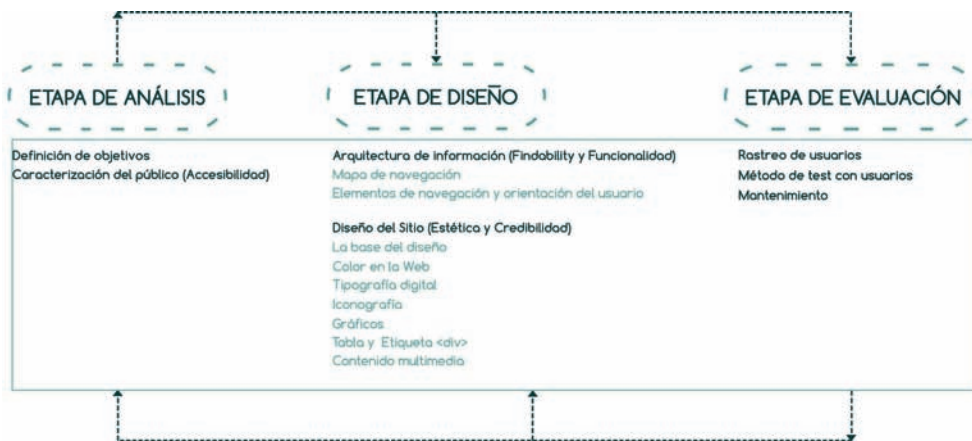 ETAPA DE ANÁLISIS
Definición de objetivos
Caracterización del público (Accesibilidad)
ETAPA DE DISEÑO
Arquitectura de información (Findability y Funcionalidad)
Mapa de navegación
Elementos de navegación y orientación del usuario
Diseño del Sitio (Estética y Credibilidad)
La base del diseño
Color en la Web
Tipografía digital
Iconografía
Gráficos
Tabla y Etiqueta <div>
Contenido multimedia
ETAPA DE EVALUACIÓN
Rastreo de usuarios
Método de test con usuarios
Mantenimiento